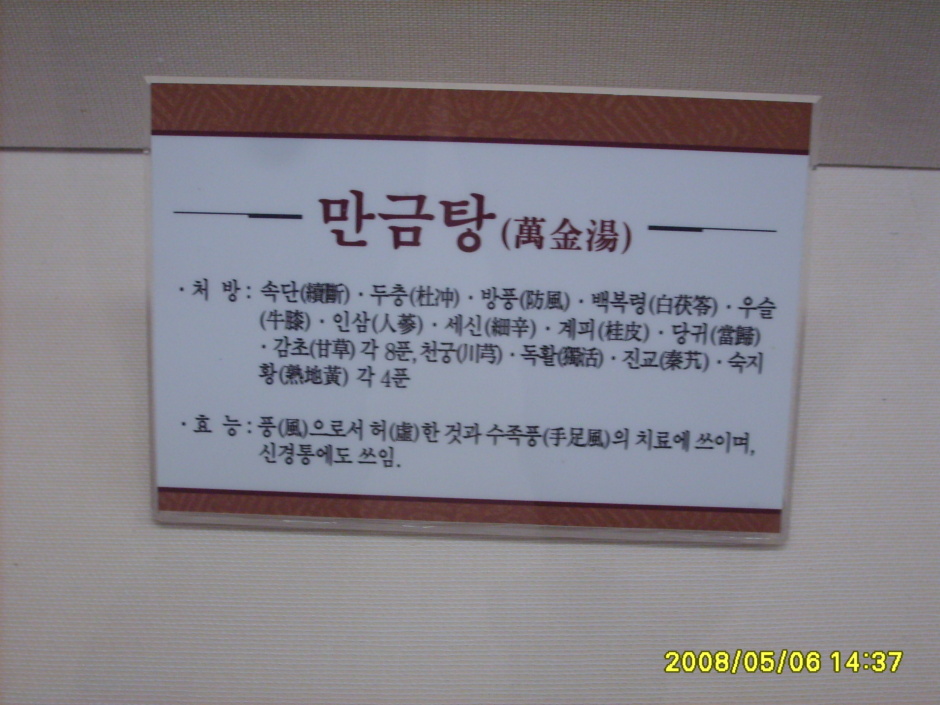 만금탕(萬金湯)
· 처 방 : 속단(續斷) · 두충(杜冲) · 방풍(防風) · 백복령(白茯笭) · 우슬
(牛膝) · 인삼(人蔘) · 세신(細辛) · 계피(桂皮) · 당귀(當歸)
· 감초(甘草) 각 8푼, 천궁(川芎) · 독활(獨活) · 진교(秦艽) · 숙지
황(熟地黃) 각 4푼
· 효 능 : 풍(風)으로서 허(虛)한 것과 수족풍(手足風)의 치료에 쓰이며,
신경통에도 쓰임.
2008/05/06 14:37